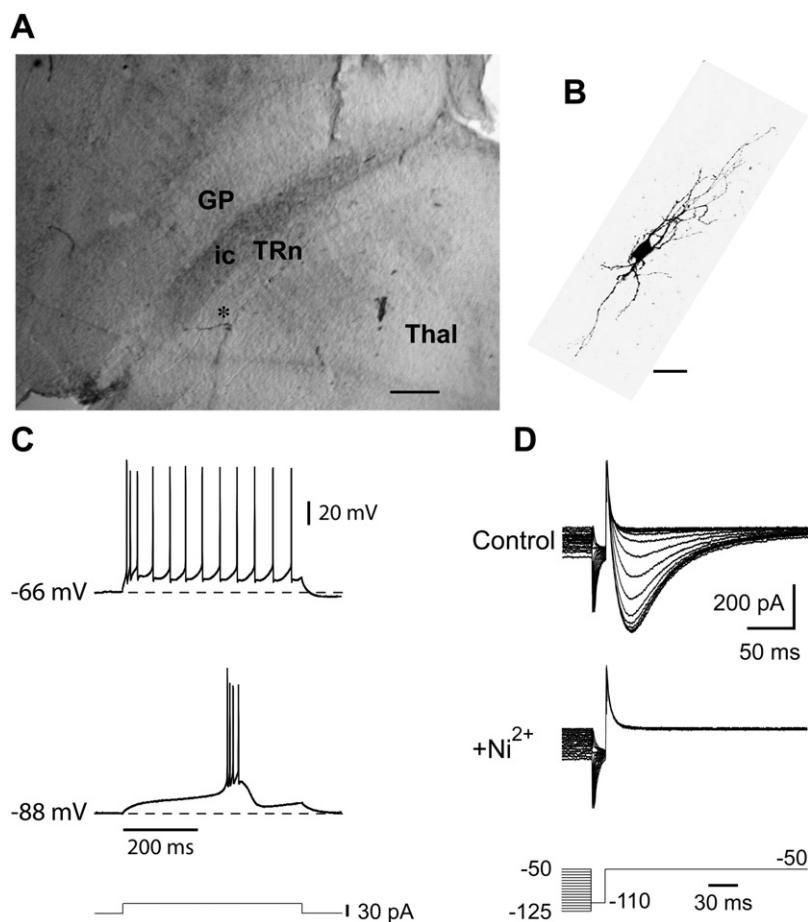 A
GP
ic
TRn
*
Thal
B
C
20 mV
-66 mV
-88 mV
200 ms
30 pA
D
Control
200 pA
50 ms
+Ni²⁺
-50
-50
-110
-125
30 ms